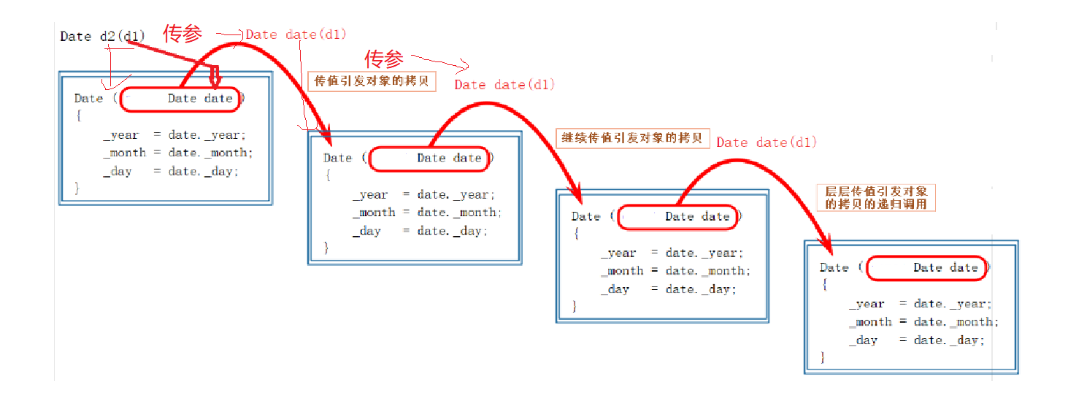 Date d2(d1)
传参
Date date(d1)
Date ( Date date )
{
_year = date._year;
_month = date._month;
_day = date._day;
}
传值引发对象的拷贝
传参
Date date(d1)
Date ( Date date )
{
_year = date._year;
_month = date._month;
_day = date._day;
}
继续传值引发对象的拷贝
Date date(d1)
Date ( Date date )
{
_year = date._year;
_month = date._month;
_day = date._day;
}
层层传值引发对象
的拷贝的递归调用
Date ( Date date )
{
_year = date._year;
_month = date._month;
_day = date._day;
}